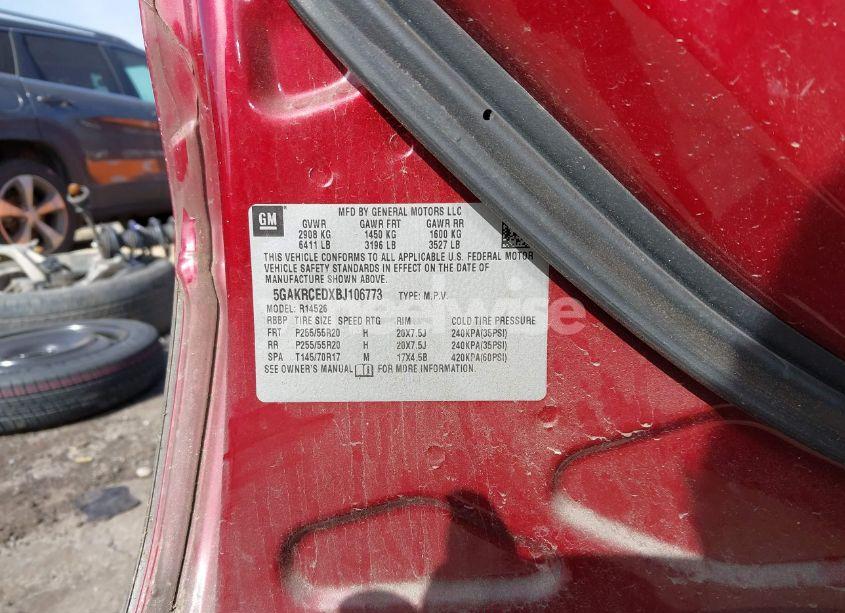 GM
MFD BY GENERAL MOTORS LLC
GVWR GAWR FRT GAWR RR
2908 KG 1450 KG 1600 KG
6411 LB 3196 LB 3527 LB
THIS VEHICLE CONFORMS TO ALL APPLICABLE U.S. FEDERAL MOTOR
VEHICLE SAFETY STANDARDS IN EFFECT ON THE DATE OF
MANUFACTURE SHOWN ABOVE.
5GAKRCEDXBJ106773 TYPE: M.P.V.
MODEL: R14526
RBBP TIRE SIZE SPEED RTG RIM COLD TIRE PRESSURE
FRT P255/55R20 H 20X7.5J 240KPA(35PSI)
RR P255/55R20 H 20X7.5J 240KPA(35PSI)
SPA T145/70R17 M 17X4.5B 420KPA(60PSI)
SEE OWNER'S MANUAL FOR MORE INFORMATION.